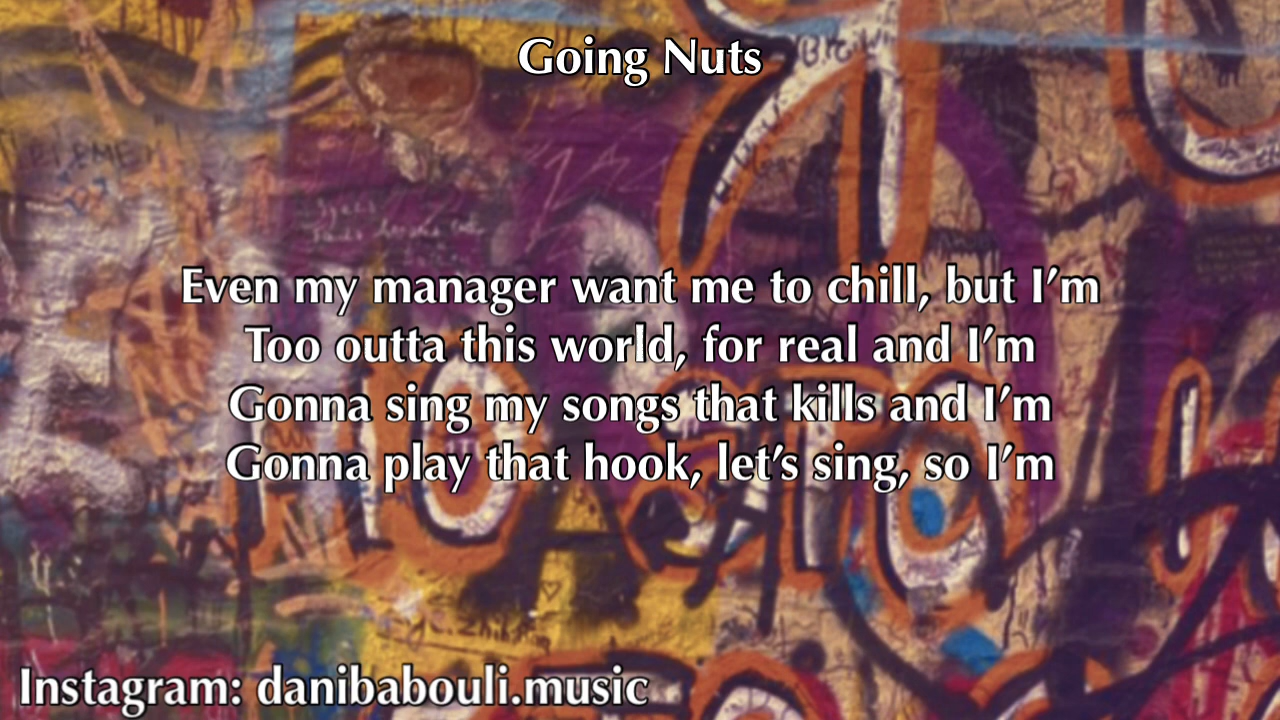 Going Nuts
Even my manager want me to chill, but I’m
Too outta this world, for real and I’m
Gonna sing my songs that kills and I’m
Gonna play that hook, let’s sing, so I’m
Instagram: danibabouli.music